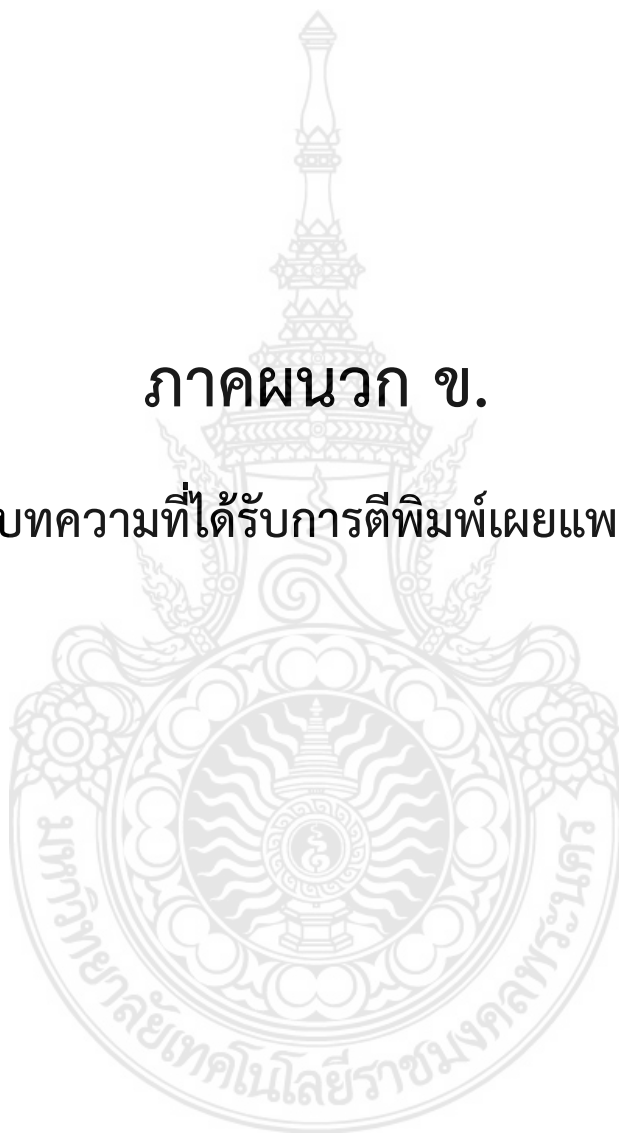 ภาคผนวก ข.
บทความที่ได้รับการตีพิมพ์เผยแพ
มหาวิทยาลัยเทคโนโลยีราชมงคลพระนคร